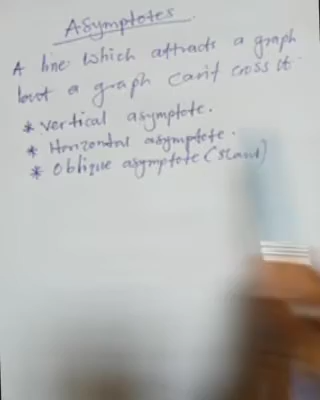 Asymptotes.
A line which attracts a graph
but a graph can't cross it.
* Vertical asymptote.
* Horizontal asymptote.
* Oblique asymptote (slant)